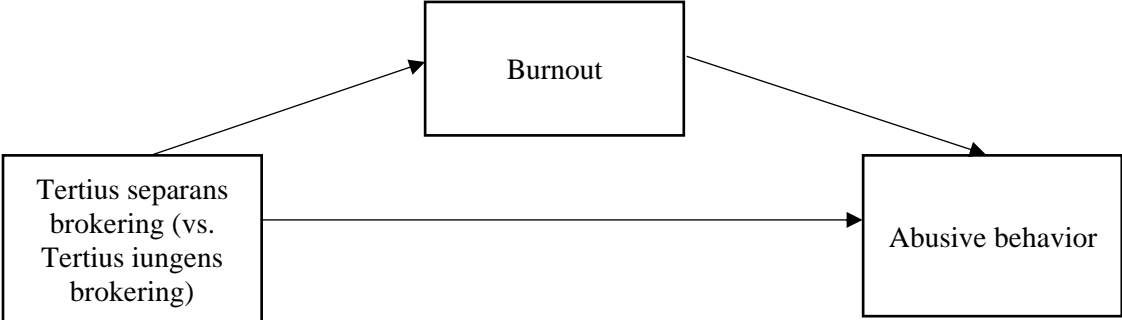 Burnout
Tertius separans
brokering (vs.
Tertius iungens
brokering)
Abusive behavior